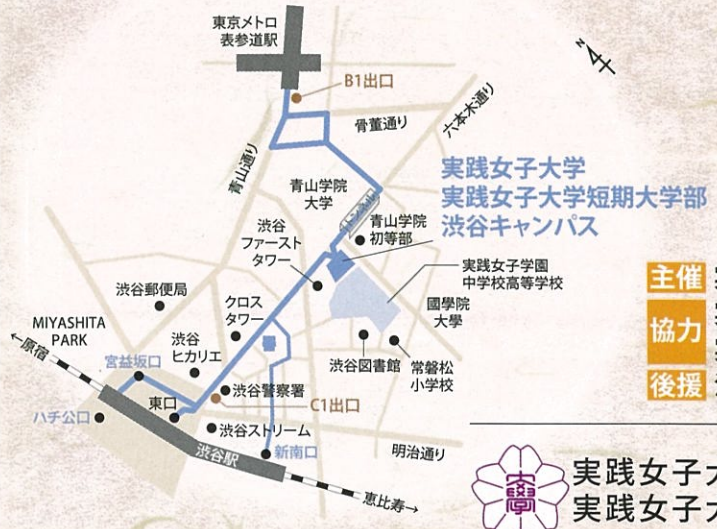 東京メトロ
表参道駅
B1出口
N
骨董通り
六本木通り
青山通り
青山学院
大学
トンネル
青山学院
初等部
実践女子大学
実践女子大学短期大学部
渋谷キャンパス
渋谷
ファースト
タワー
実践女子学園
中学校高等学校
國學院
大學
渋谷郵便局
クロス
タワー
MIYASHITA
PARK
渋谷
ヒカリエ
←原宿
宮益坂口
渋谷図書館
常磐松
小学校
渋谷警察署
東口
C1出口
ハチ公口
渋谷ストリーム
新南口
渋谷駅
明治通り
恵比寿→
主催
協力
後援
実践女子大
実践女子大